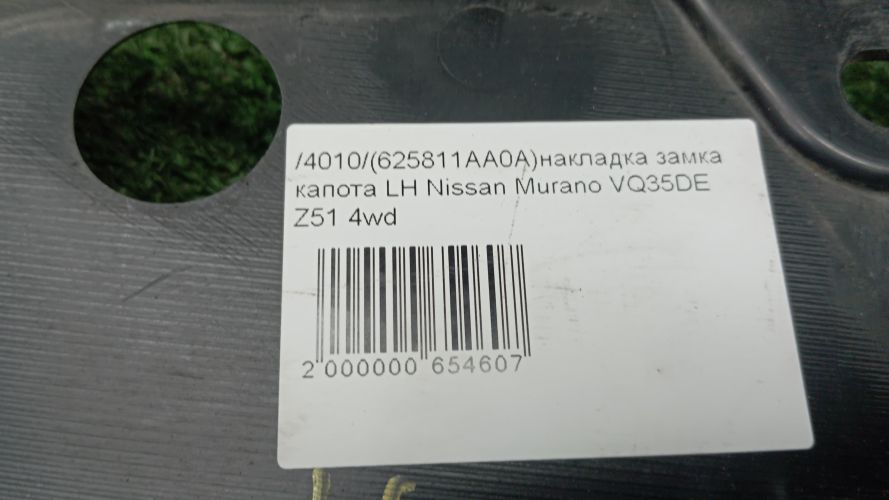 /4010/(625811AA0A)накладка замка
капота LH Nissan Murano VQ35DE
Z51 4wd
2 000000 654607